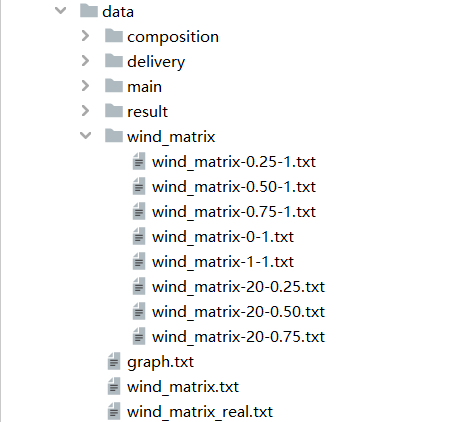 data
composition
delivery
main
result
wind_matrix
wind_matrix-0.25-1.txt
wind_matrix-0.50-1.txt
wind_matrix-0.75-1.txt
wind_matrix-0-1.txt
wind_matrix-1-1.txt
wind_matrix-20-0.25.txt
wind_matrix-20-0.50.txt
wind_matrix-20-0.75.txt
graph.txt
wind_matrix.txt
wind_matrix_real.txt